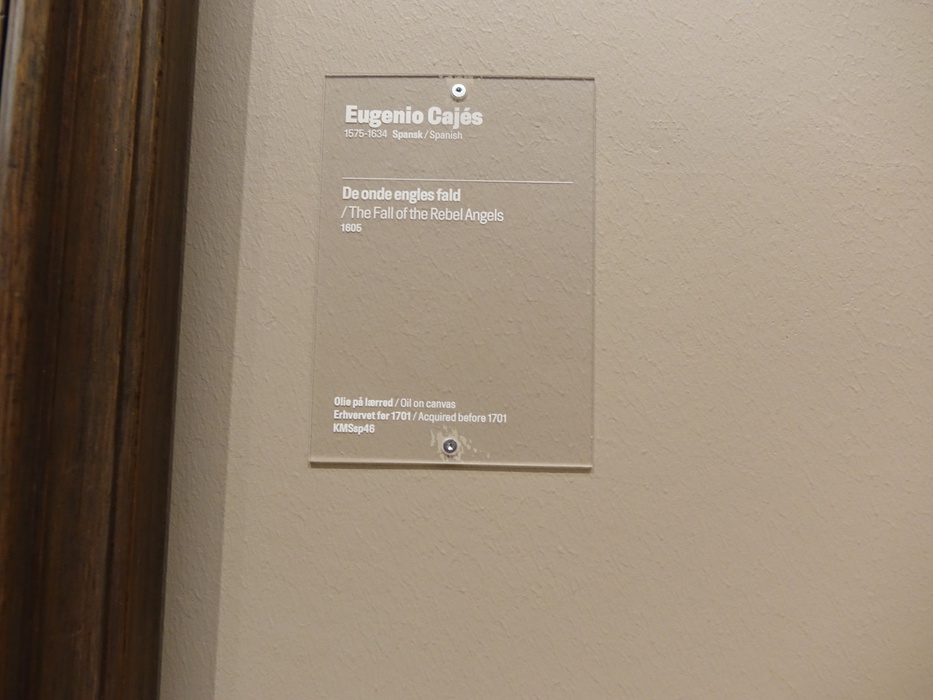 Eugenio Cajés
1575-1634 Spansk / Spanish
De onde engles fald
/ The Fall of the Rebel Angels
1605
Olie på lærred / Oil on canvas
Erhvervet før 1701 / Acquired before 1701
KMSsp46